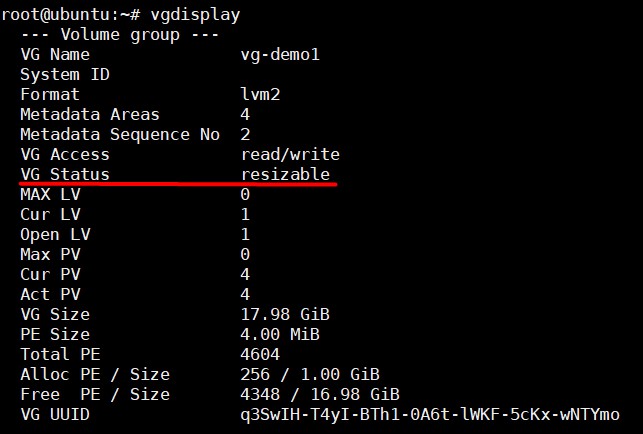 root@ubuntu:~# vgdisplay
--- Volume group ---
VG Name vg-demo1
System ID
Format lvm2
Metadata Areas 4
Metadata Sequence No 2
VG Access read/write
VG Status resizable
MAX LV 0
Cur LV 1
Open LV 1
Max PV 0
Cur PV 4
Act PV 4
VG Size 17.98 GiB
PE Size 4.00 MiB
Total PE 4604
Alloc PE / Size 256 / 1.00 GiB
Free PE / Size 4348 / 16.98 GiB
VG UUID q3SwIH-T4yI-BTh1-0A6t-lWKF-5cKx-wNTYmo